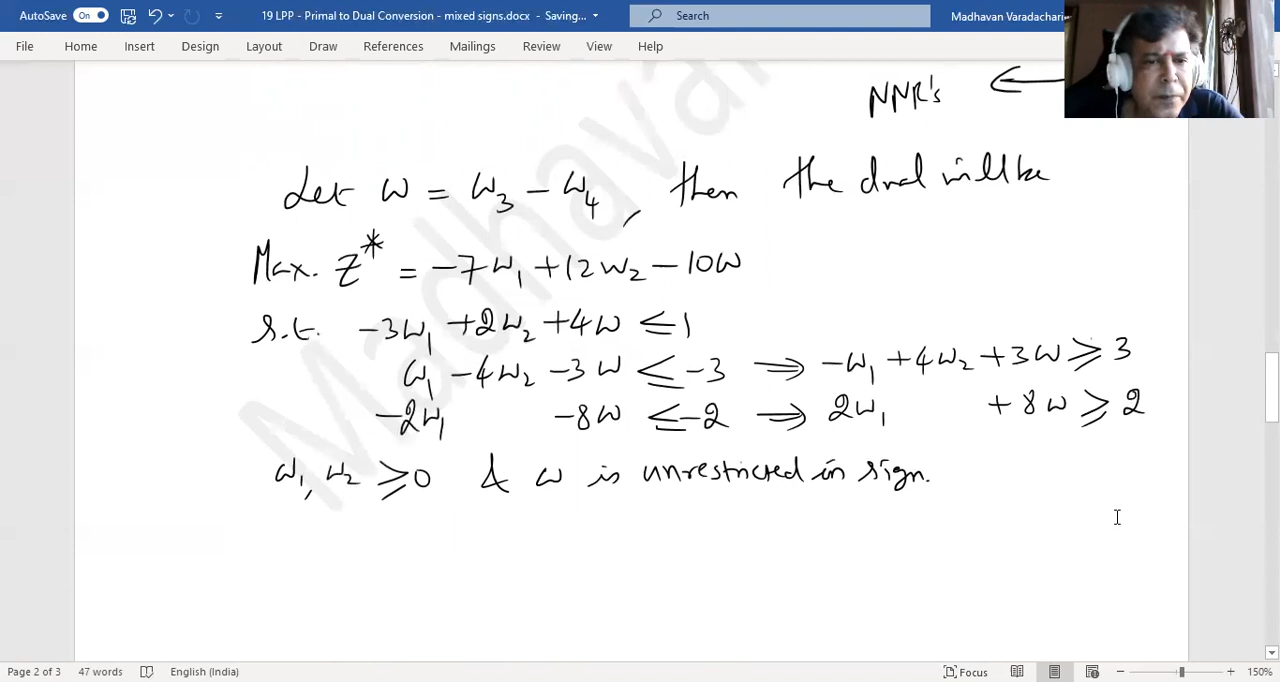 AutoSave On 19 LPP - Primal to Dual Conversion - mixed signs.docx - Saving... Search Madhavan Varadachari
File Home Insert Design Layout Draw References Mailings Review View Help
NNR's ←
Let w = w₃ - w₄, then the dual will be
Max. Z* = -7w₁ + 12w₂ - 10w
s.t. -3w₁ + 2w₂ + 4w ≤ 1
w₁ - 4w₂ - 3w ≤ -3 ⇒ -w₁ + 4w₂ + 3w ≥ 3
-2w₁ - 8w ≤ -2 ⇒ 2w₁ + 8w ≥ 2
w₁, w₂ ≥ 0 & w is unrestricted in sign.
Madhavan
Page 2 of 3 47 words English (India) Focus 150%